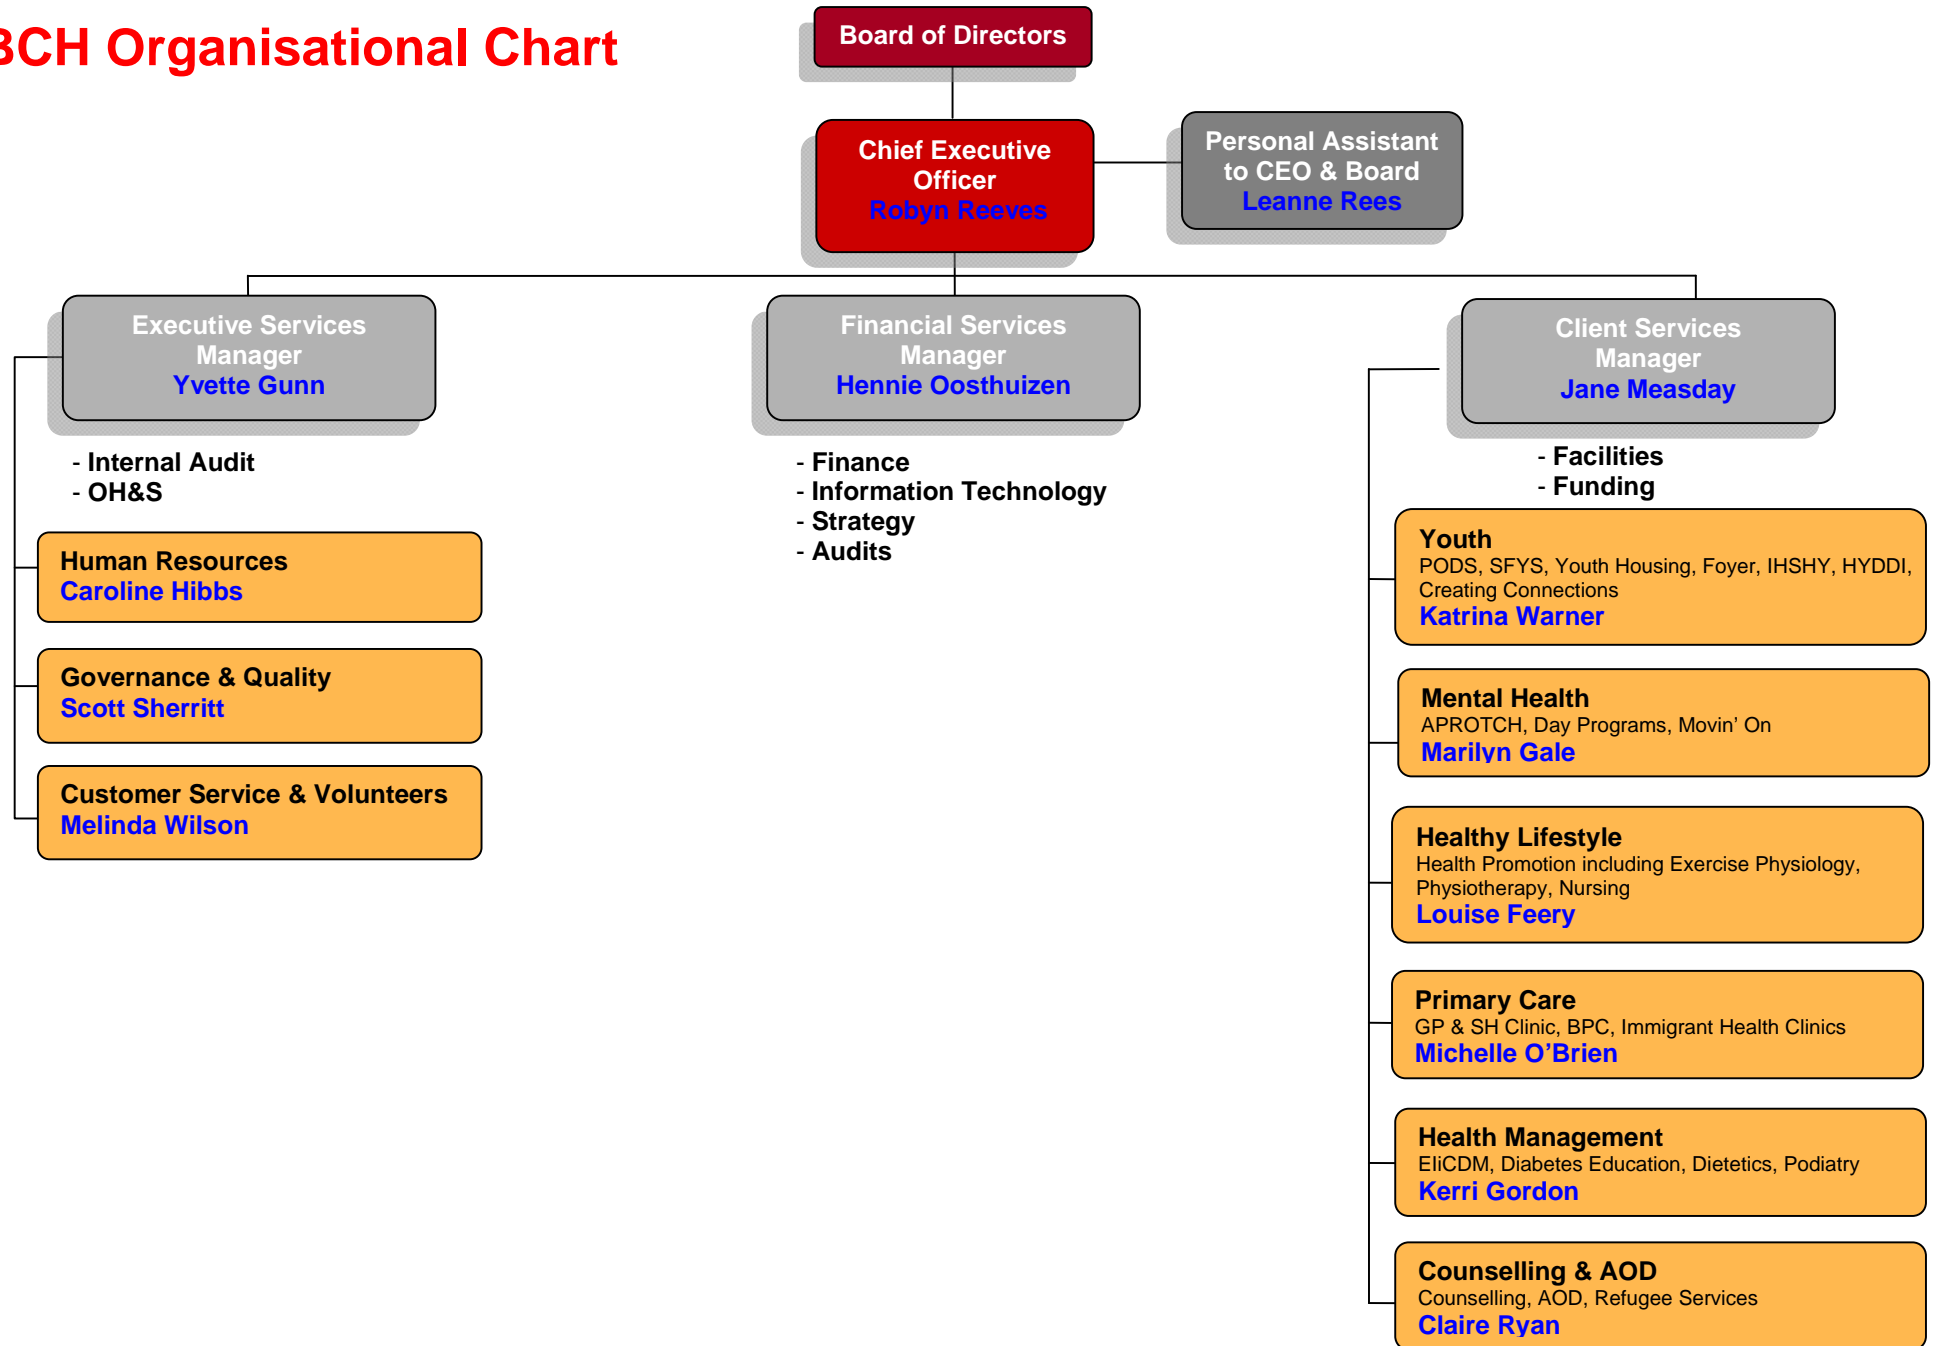 BCH Organisational Chart
Board of Directors
Chief Executive
Officer
Robyn Reeves
Personal Assistant
to CEO & Board
Leanne Rees
Executive Services
Manager
Yvette Gunn
- Internal Audit
- OH&S
Human Resources
Caroline Hibbs
Governance & Quality
Scott Sherritt
Customer Service & Volunteers
Melinda Wilson
Financial Services
Manager
Hennie Oosthuizen
- Finance
- Information Technology
- Strategy
- Audits
Client Services
Manager
Jane Measday
- Facilities
- Funding
Youth
PODS, SFYS, Youth Housing, Foyer, IHSHY, HYDDI,
Creating Connections
Katrina Warner
Mental Health
APROTCH, Day Programs, Movin’ On
Marilyn Gale
Healthy Lifestyle
Health Promotion including Exercise Physiology,
Physiotherapy, Nursing
Louise Feery
Primary Care
GP & SH Clinic, BPC, Immigrant Health Clinics
Michelle O’Brien
Health Management
EIiCDM, Diabetes Education, Dietetics, Podiatry
Kerri Gordon
Counselling & AOD
Counselling, AOD, Refugee Services
Claire Ryan